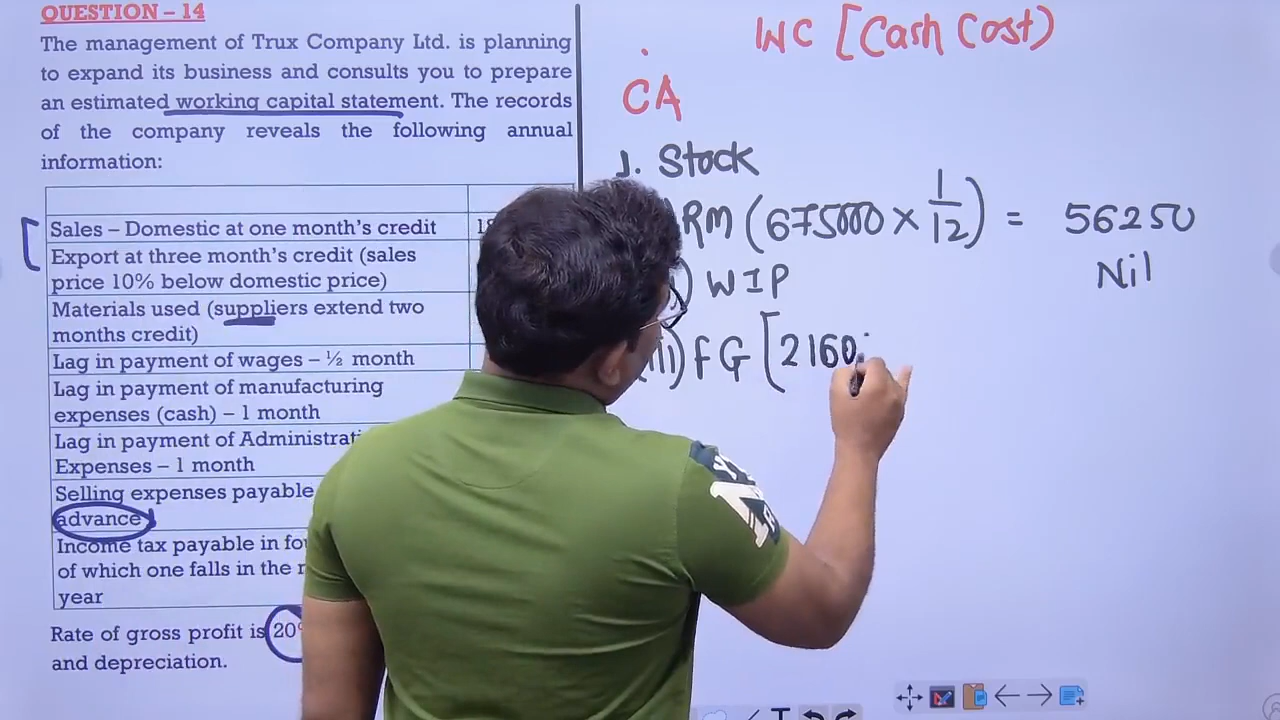 QUESTION – 14
The management of Trux Company Ltd. is planning
to expand its business and consults you to prepare
an estimated working capital statement. The records
of the company reveals the following annual
information:
Sales – Domestic at one month's credit
Export at three month's credit (sales
price 10% below domestic price)
Materials used (suppliers extend two
months credit)
Lag in payment of wages – ½ month
Lag in payment of manufacturing
expenses (cash) – 1 month
Lag in payment of
Expenses – 1 month
Selling expenses payable
advance
Income tax payable in
of which one falls in the
year
Rate of gross profit is 20
and depreciation.
WC [Cash Cost)
CA
1. Stock
RM (675000 × 1/12) = 56250
) WIP Nil
(iii) FG [2160